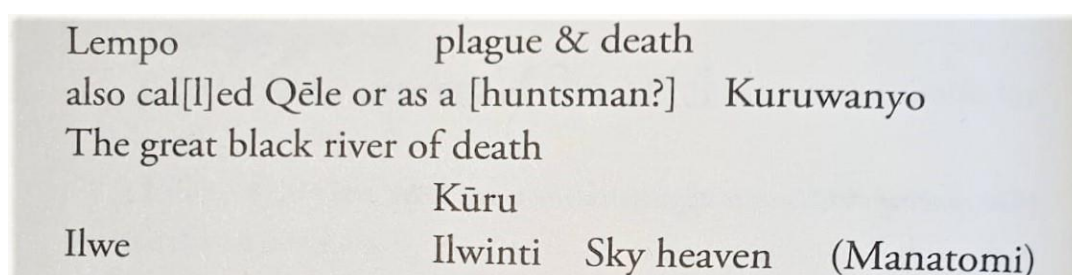 Lempo plague & death
also cal[l]ed Qēle or as a [huntsman?] Kuruwanyo
The great black river of death
Kūru
Ilwe Ilwinti Sky heaven (Manatomi)